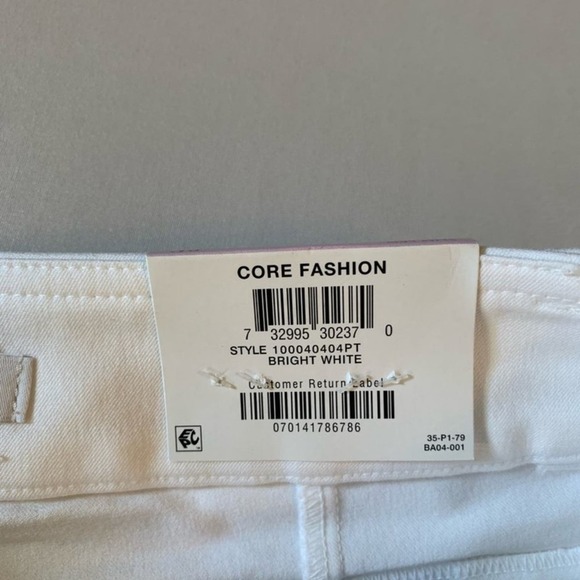 CORE FASHION
7 32995 30237 0
STYLE 100040404PT
BRIGHT WHITE
Customer Return Label
070141786786
35-P1-79
BA04-001